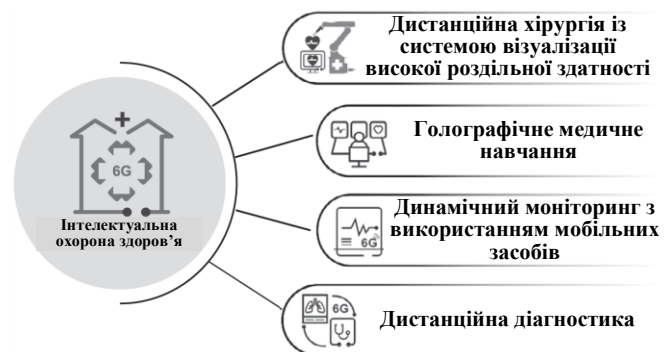 Дистанційна хірургія із
системою візуалізації
високої роздільної здатності
6G
Інтелектуальна
охорона здоров’я
Голографічне медичне
навчання
Динамічний моніторинг з
використанням мобільних
засобів
6G
6G
Дистанційна діагностика